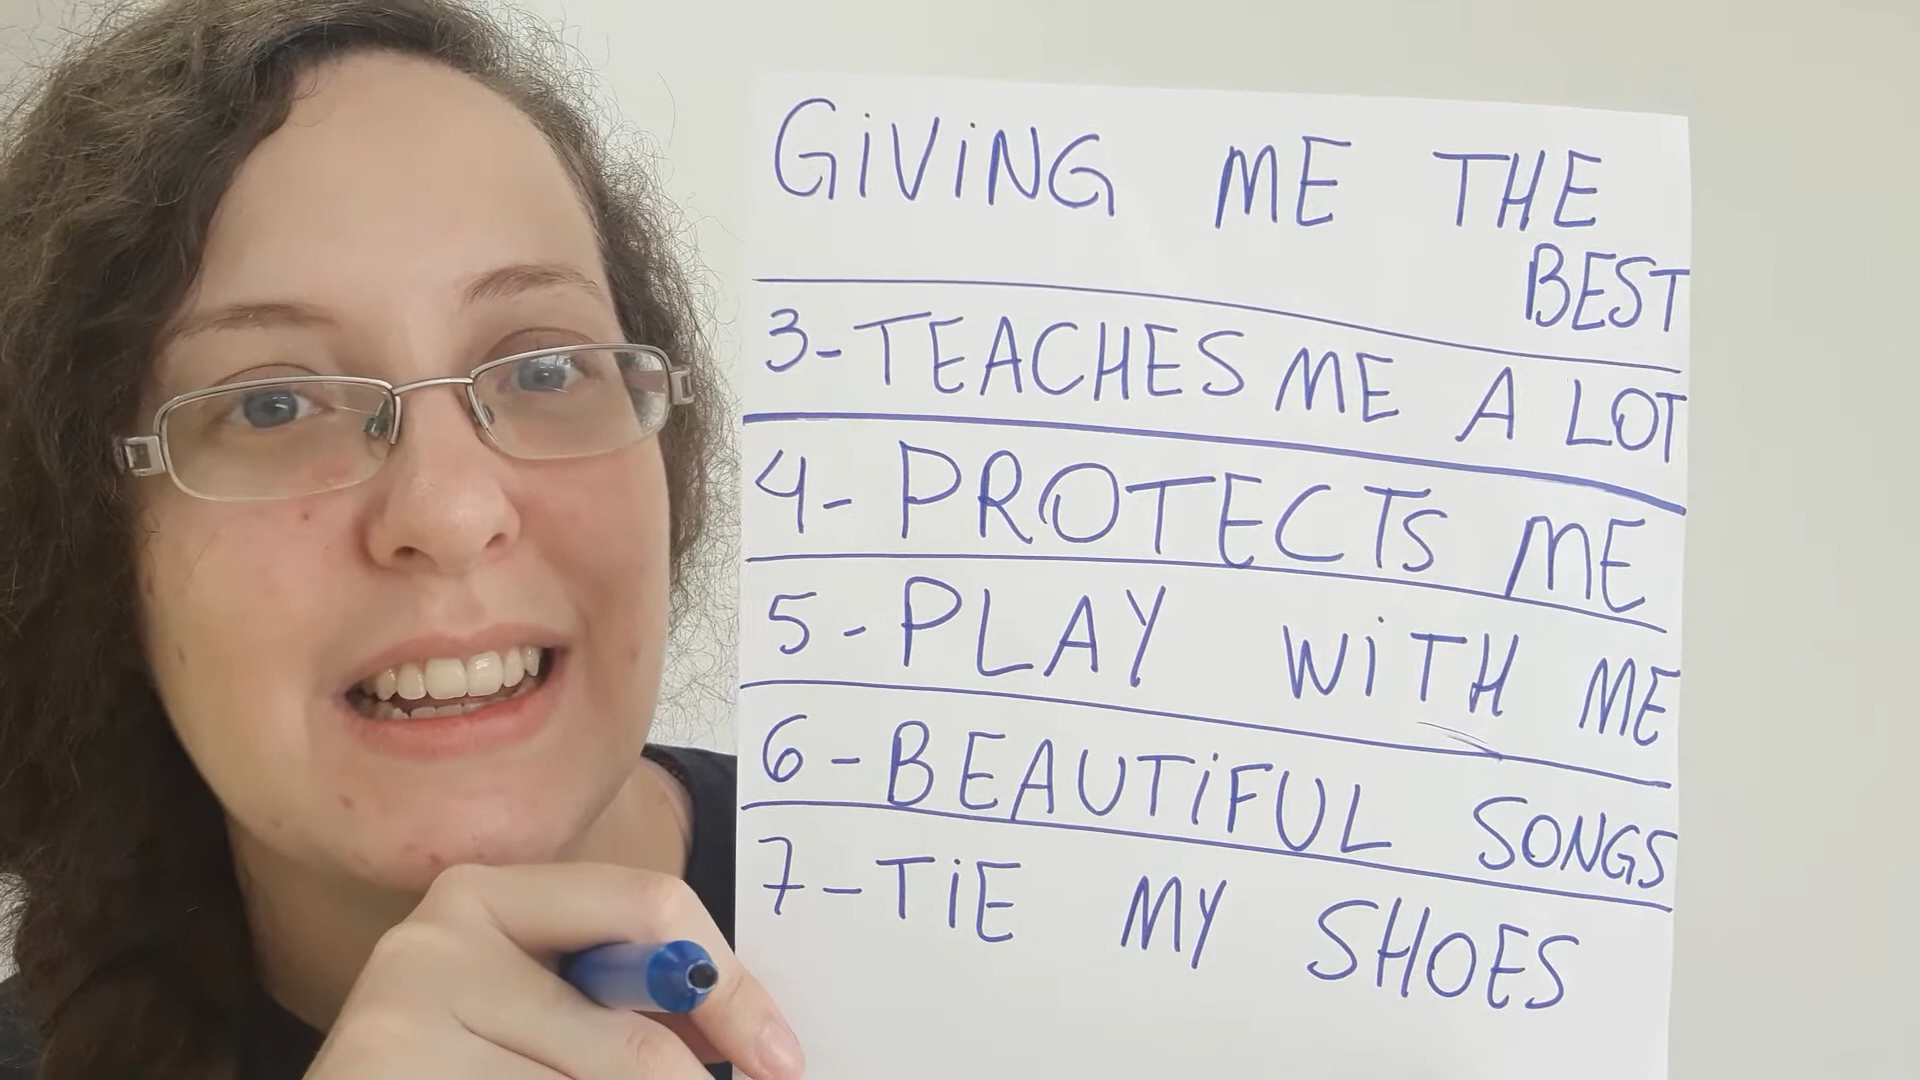 GiViNG ME THE
BEST
3-TEACHES ME A LOT
4- PROTECTS ME
5-PLAY WiTH ME
6-BEAUTiFUL SONGS
7-TiE MY SHOES